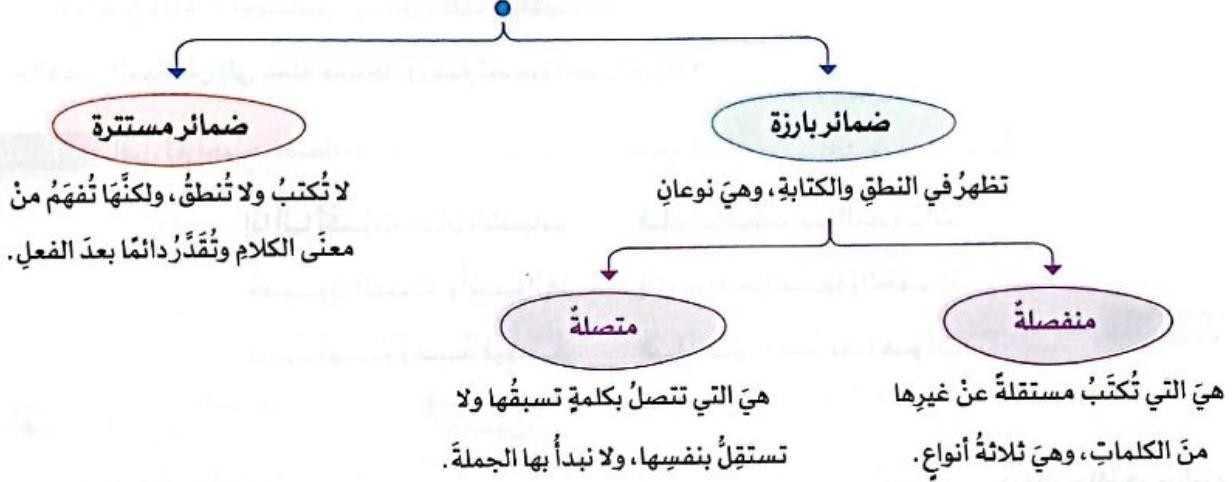 ضمائر بارزة
تظهرُ في النطقِ والكتابةِ، وهيَ نوعانِ
منفصلةٌ
هيَ التي تُكتَبُ مستقلةً عنْ غيرِها
منَ الكلماتِ، وهيَ ثلاثةُ أنواعٍ.
متصلةٌ
هيَ التي تتصلُ بكلمةٍ تسبقُها ولا
تستقِلُّ بنفسِها، ولا نبدأُ بها الجملةَ.
ضمائر مستترة
لا تُكتبُ ولا تُنطقُ، ولكنَّهَا تُفهَمُ منْ
معنَى الكلامِ وتُقَدَّرُ دائمًا بعدَ الفعلِ.